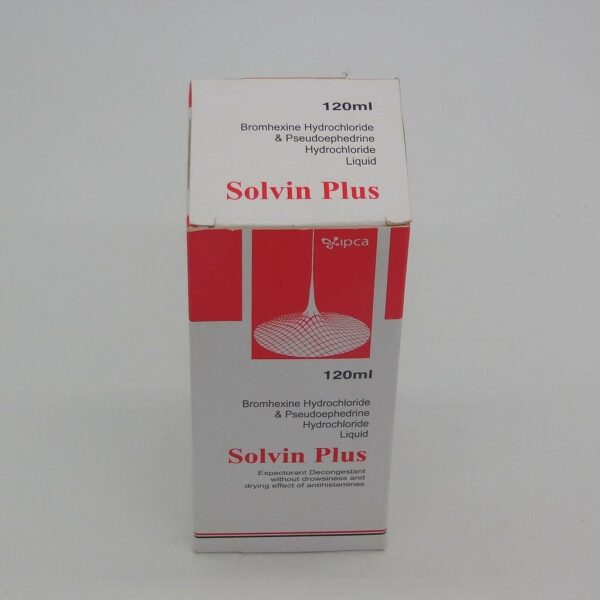 120ml
Bromhexine Hydrochloride
& Pseudoephedrine
Hydrochloride
Liquid
Solvin Plus
ipca
120ml
Bromhexine Hydrochloride
& Pseudoephedrine
Hydrochloride
Liquid
Solvin Plus
Expectorant Decongestant
without drowsiness and
drying effect of antihistamines